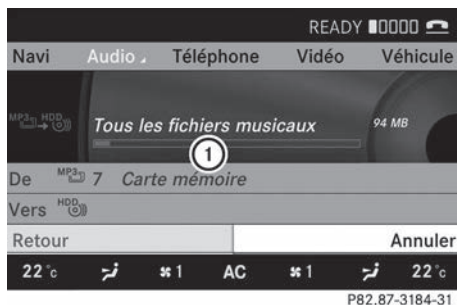 READY
Navi Audio Téléphone Vidéo Véhicule
MP3 HDD Tous les fichiers musicaux 94 MB
1
De MP3 7 Carte mémoire
Vers HDD
Retour Annuler
22°c 1 AC 1 22°c
P82.87-3184-31